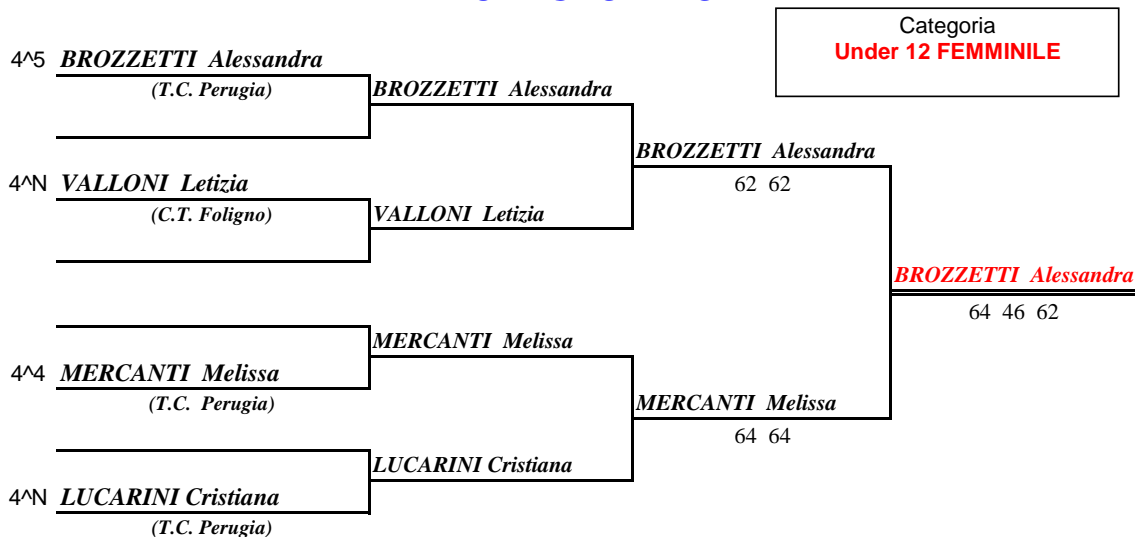 Categoria
Under 12 FEMMINILE
4^5 BROZZETTI Alessandra
(T.C. Perugia)
BROZZETTI Alessandra
BROZZETTI Alessandra
62 62
4^N VALLONI Letizia
(C.T. Foligno)
VALLONI Letizia
BROZZETTI Alessandra
64 46 62
MERCANTI Melissa
4^4 MERCANTI Melissa
(T.C. Perugia)
MERCANTI Melissa
64 64
LUCARINI Cristiana
4^N LUCARINI Cristiana
(T.C. Perugia)